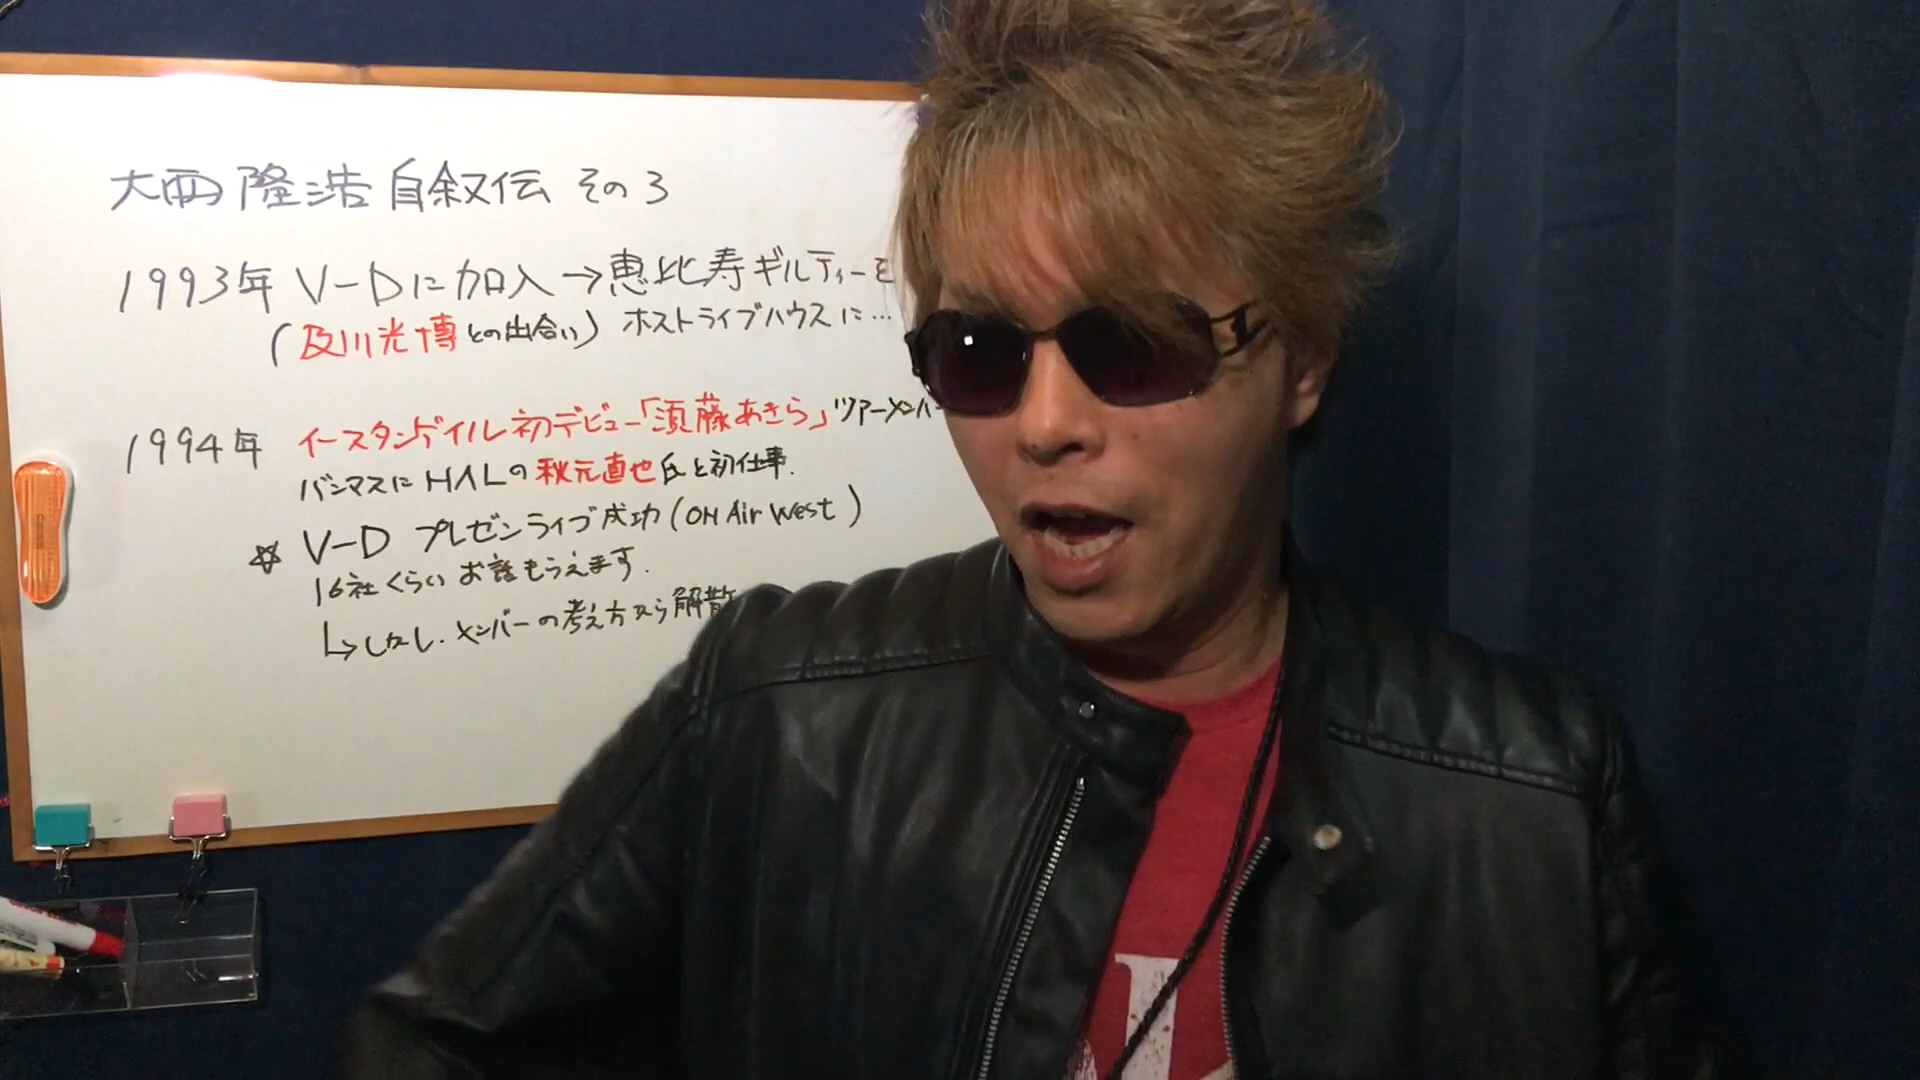 大西 隆浩 自叙伝 その3
1993年 V-Dに加入→恵比寿ギルティーを
(及川光博との出合い) ホストライブハウスに…
1994年 イースタンゲイル初デビュー「須藤あきら」ツアーメンバー
バンマスにHALの秋元直也氏と初仕事.
☆ V-D プレゼンライブ成功(ON Air West)
16社くらいお話もらえます.
↳しかし.メンバーの考え方から解散